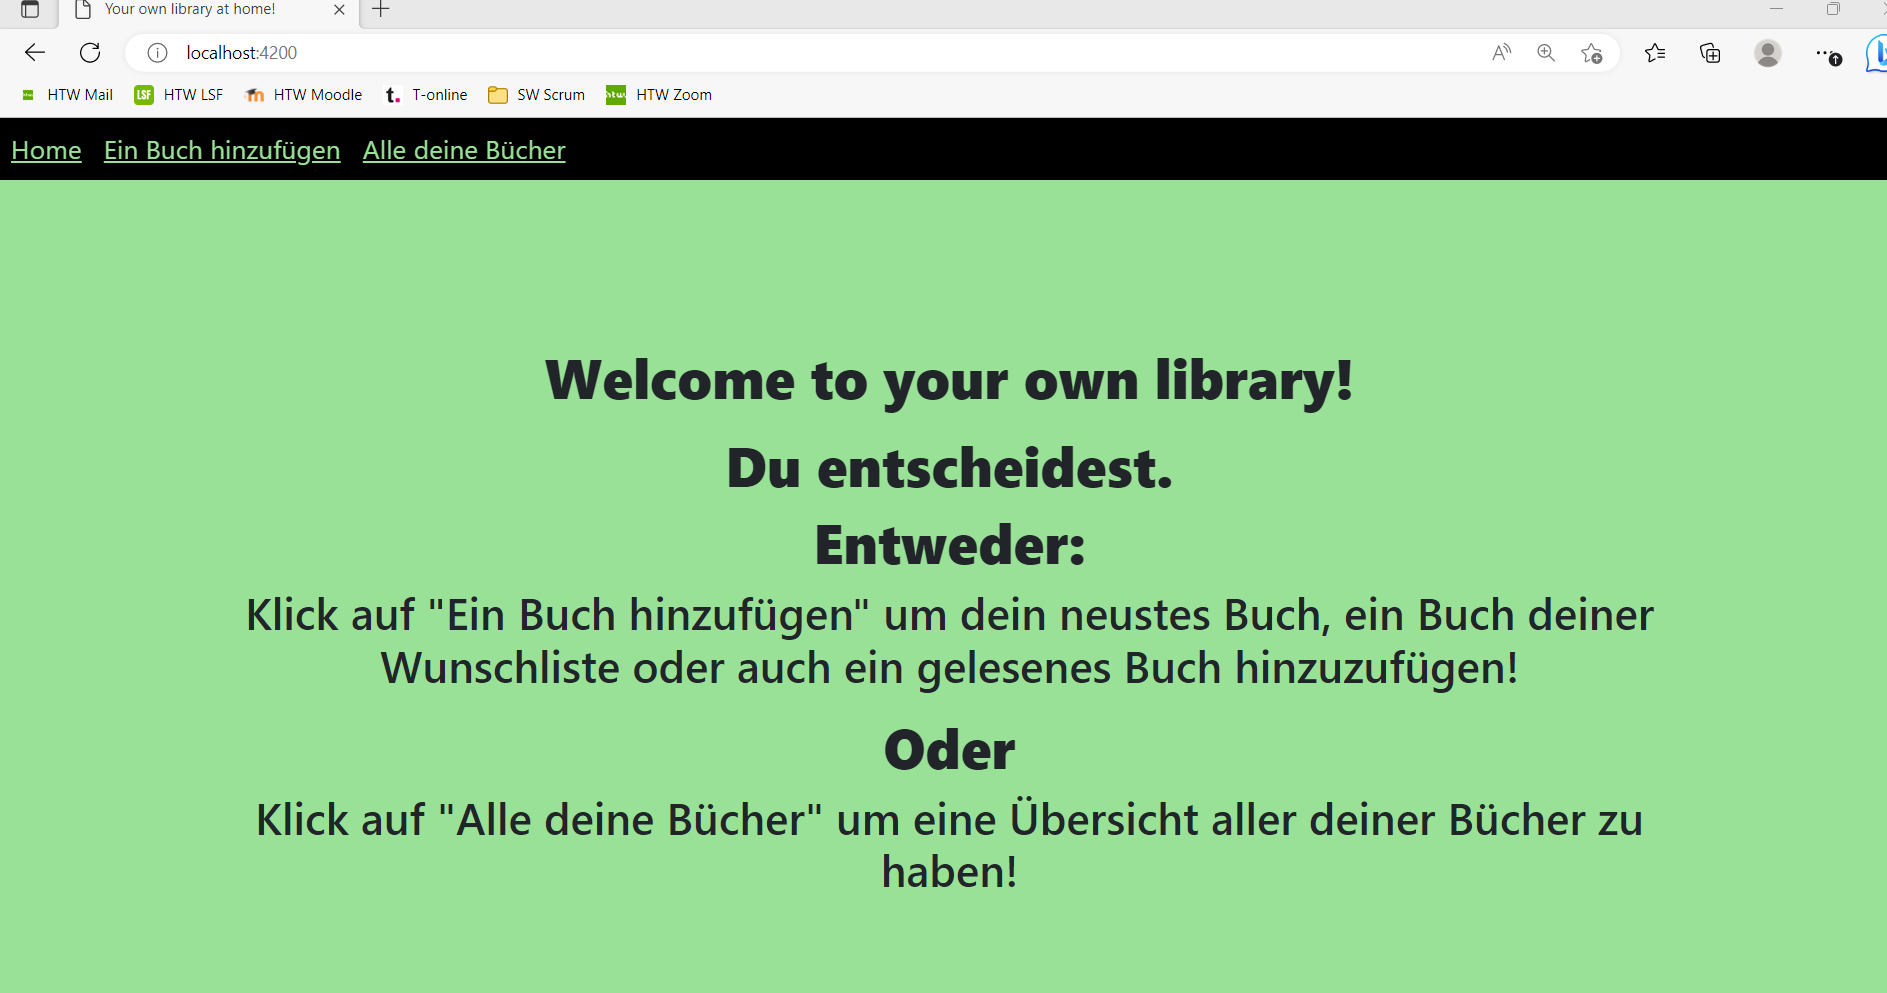 Your own library at home!
localhost:4200
HTW Mail LSF HTW LSF HTW Moodle t. T-online SW Scrum htw HTW Zoom
Home Ein Buch hinzufügen Alle deine Bücher
Welcome to your own library!
Du entscheidest.
Entweder:
Klick auf "Ein Buch hinzufügen" um dein neustes Buch, ein Buch deiner
Wunschliste oder auch ein gelesenes Buch hinzuzufügen!
Oder
Klick auf "Alle deine Bücher" um eine Übersicht aller deiner Bücher zu
haben!